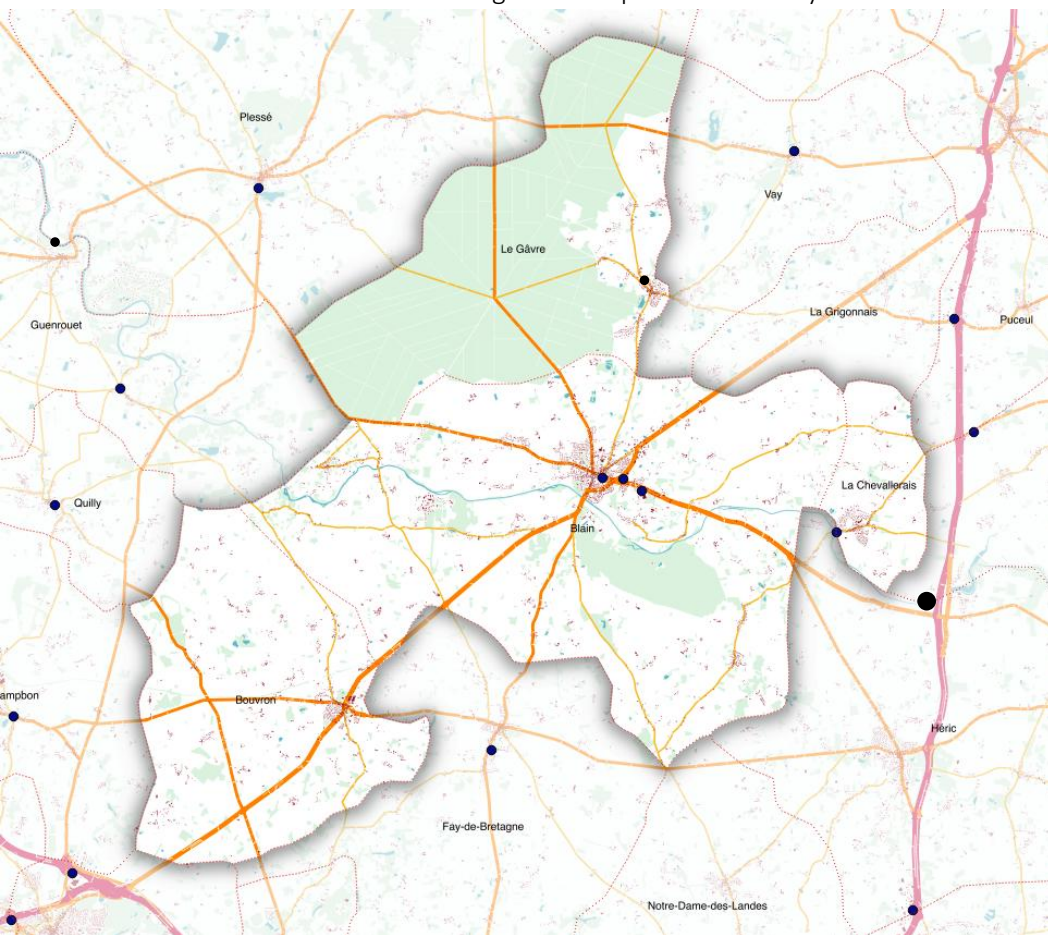 Plessé
Vay
Le Gâvre
La Grigonnais
Puceul
Guenrouet
La Chevallerais
Quilly
Blain
ampbon
Bouvron
Héric
Fay-de-Bretagne
Notre-Dame-des-Landes